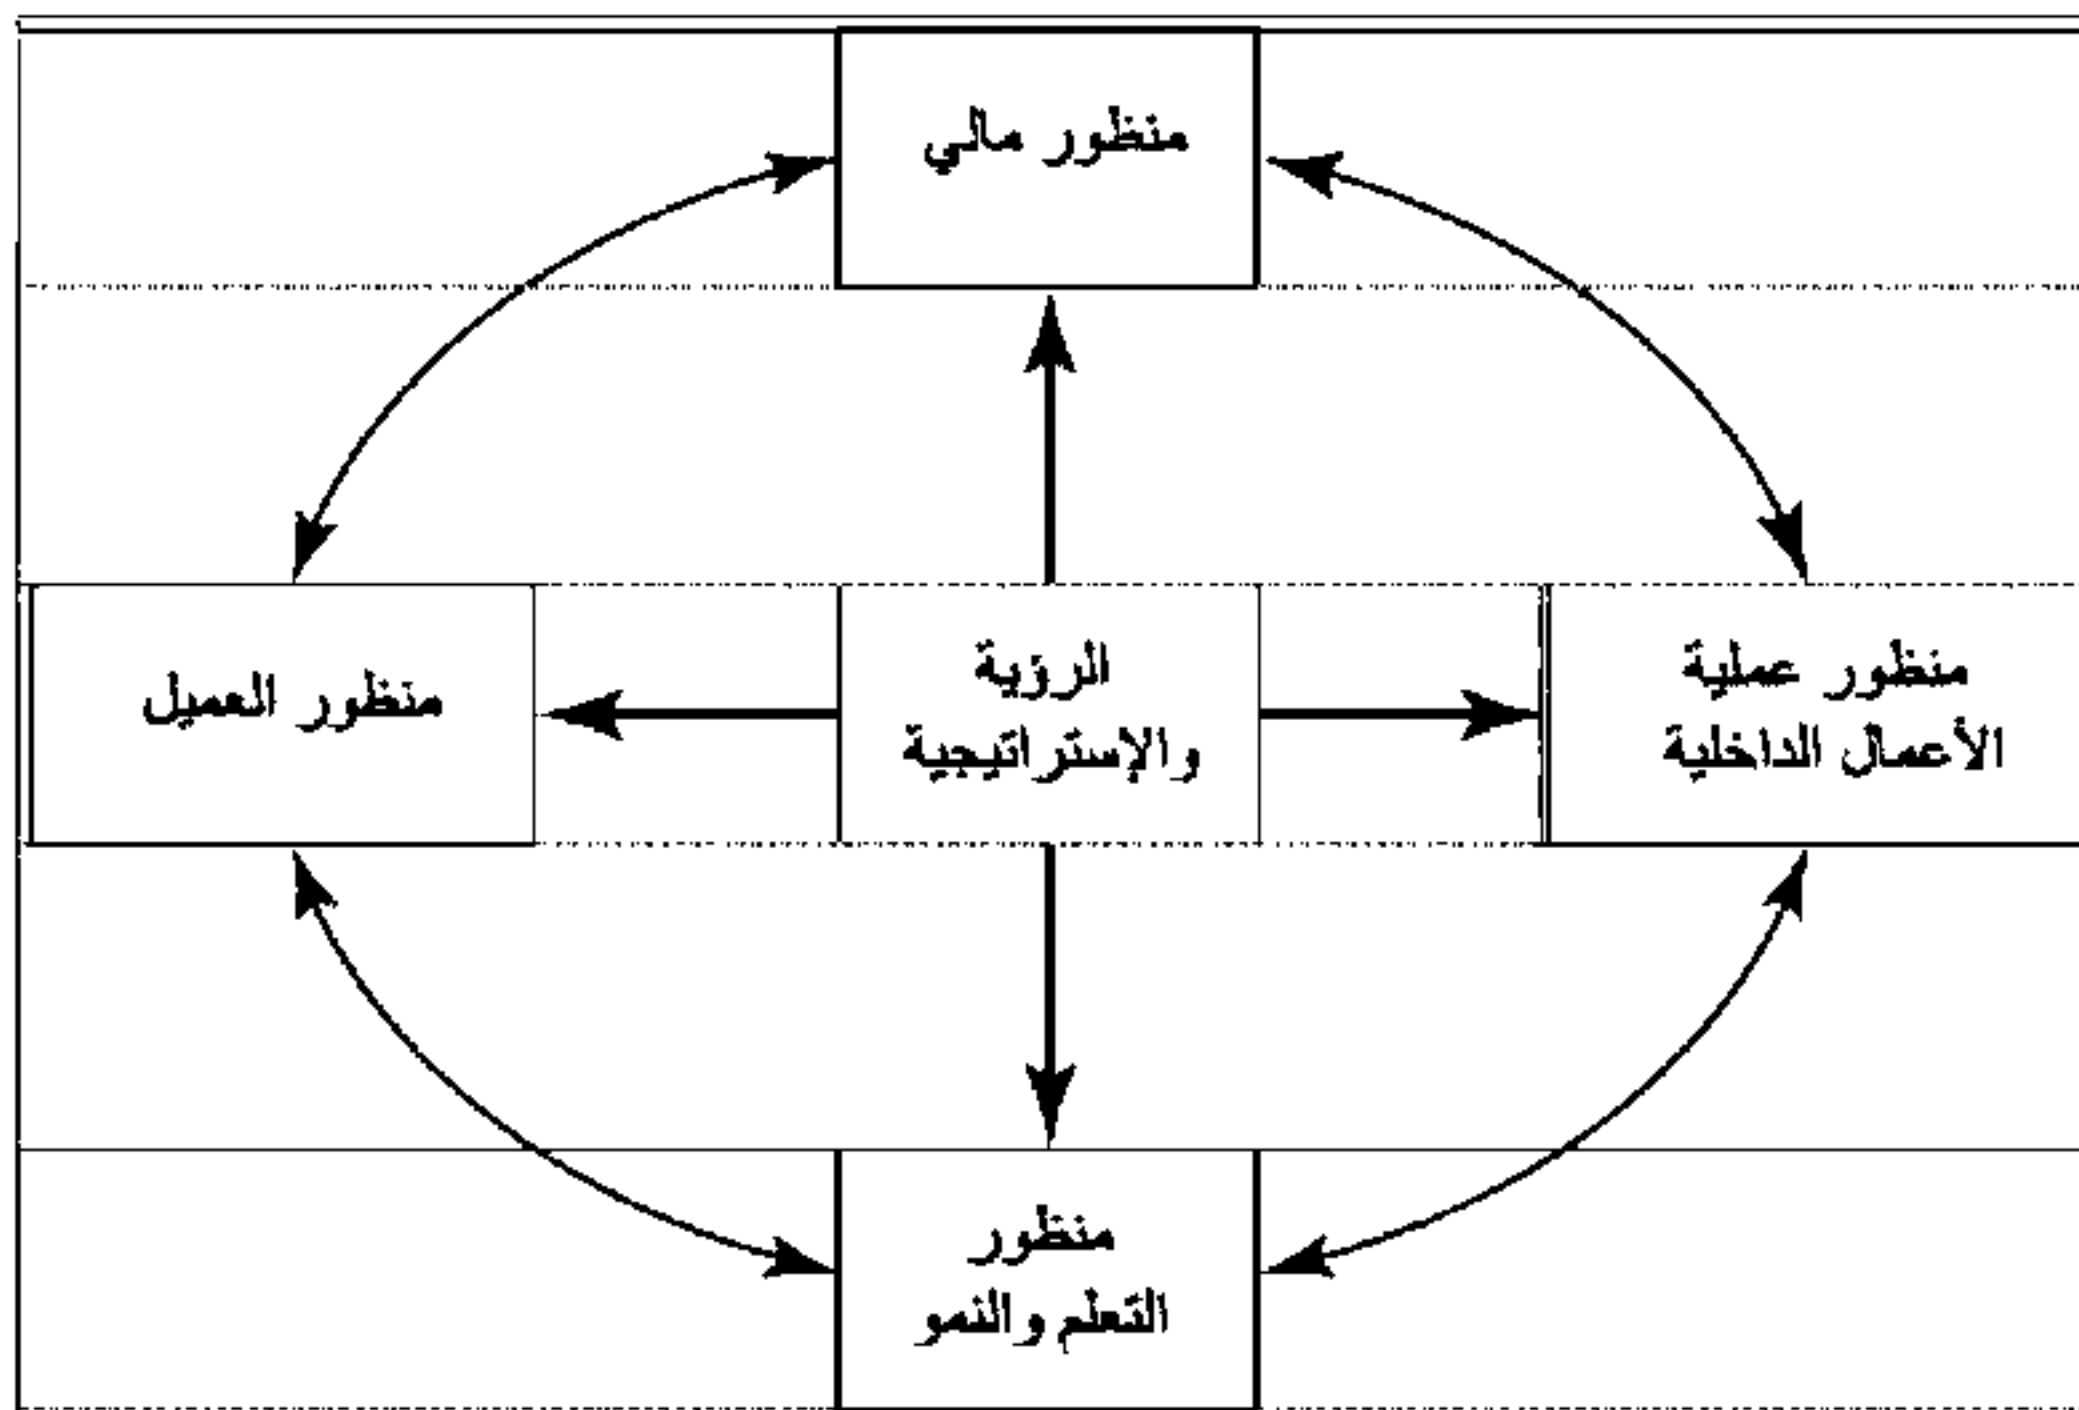 منظور مالي
منظور عملية
الأعمال الداخلية
الرؤية
والإستراتيجية
منظور العميل
منظور
التعلم والنمو